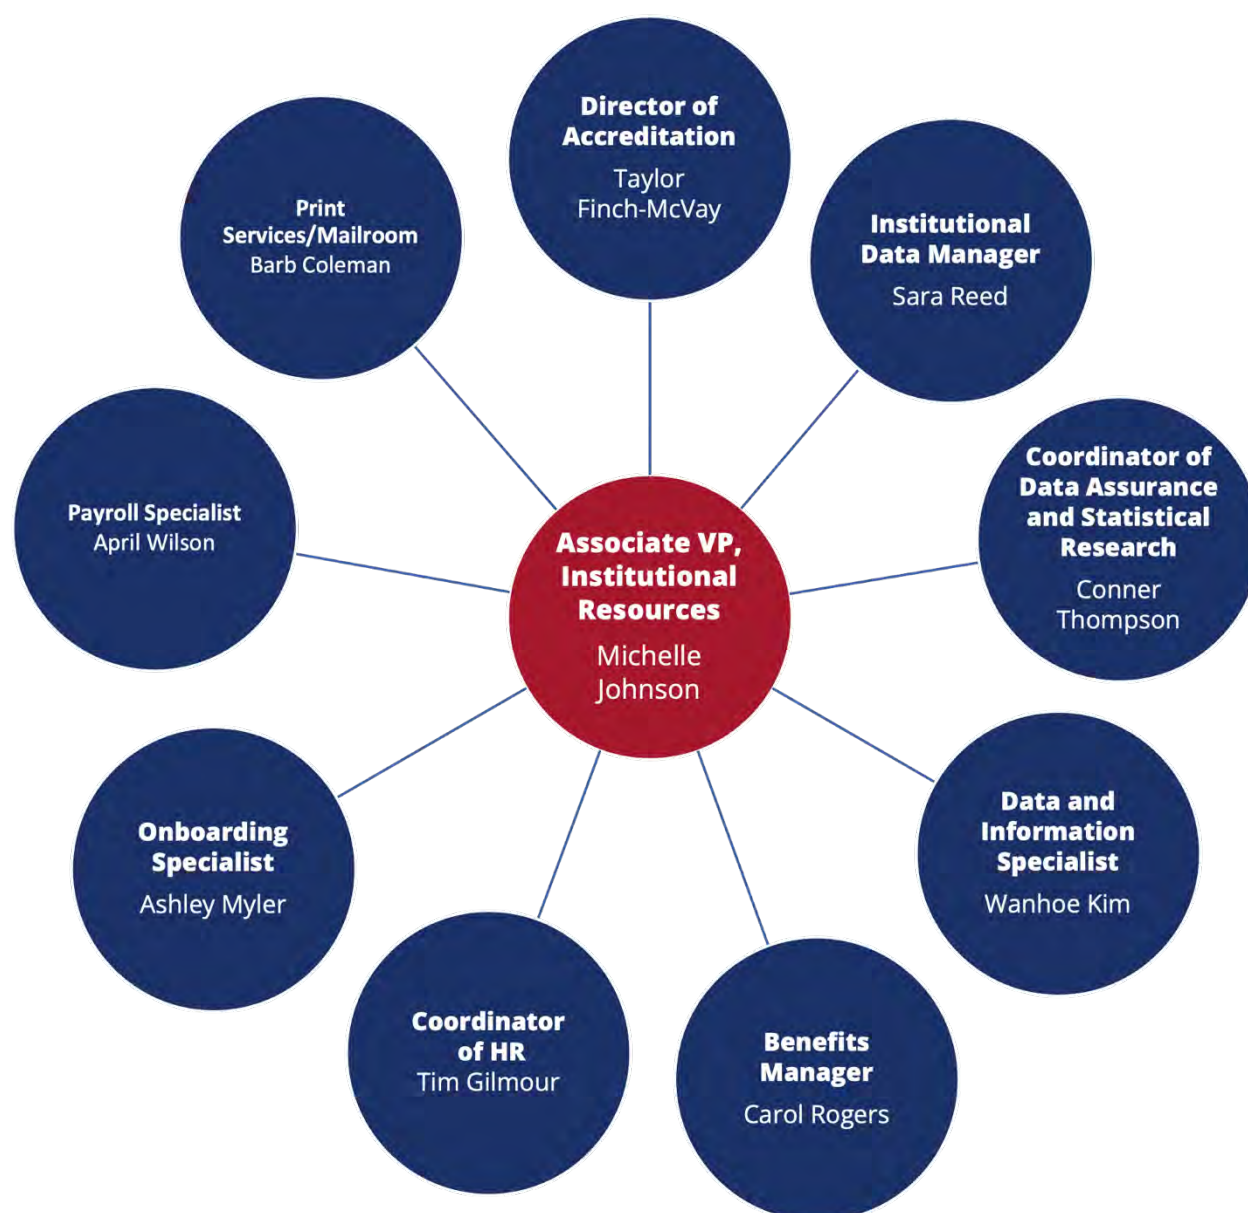 Director of
Accreditation
Taylor
Finch-McVay
Institutional
Data Manager
Sara Reed
Coordinator of
Data Assurance
and Statistical
Research
Conner
Thompson
Data and
Information
Specialist
Wanhoe Kim
Benefits
Manager
Carol Rogers
Coordinator
of HR
Tim Gilmour
Onboarding
Specialist
Ashley Myler
Payroll Specialist
April Wilson
Print
Services/Mailroom
Barb Coleman
Associate VP,
Institutional
Resources
Michelle
Johnson